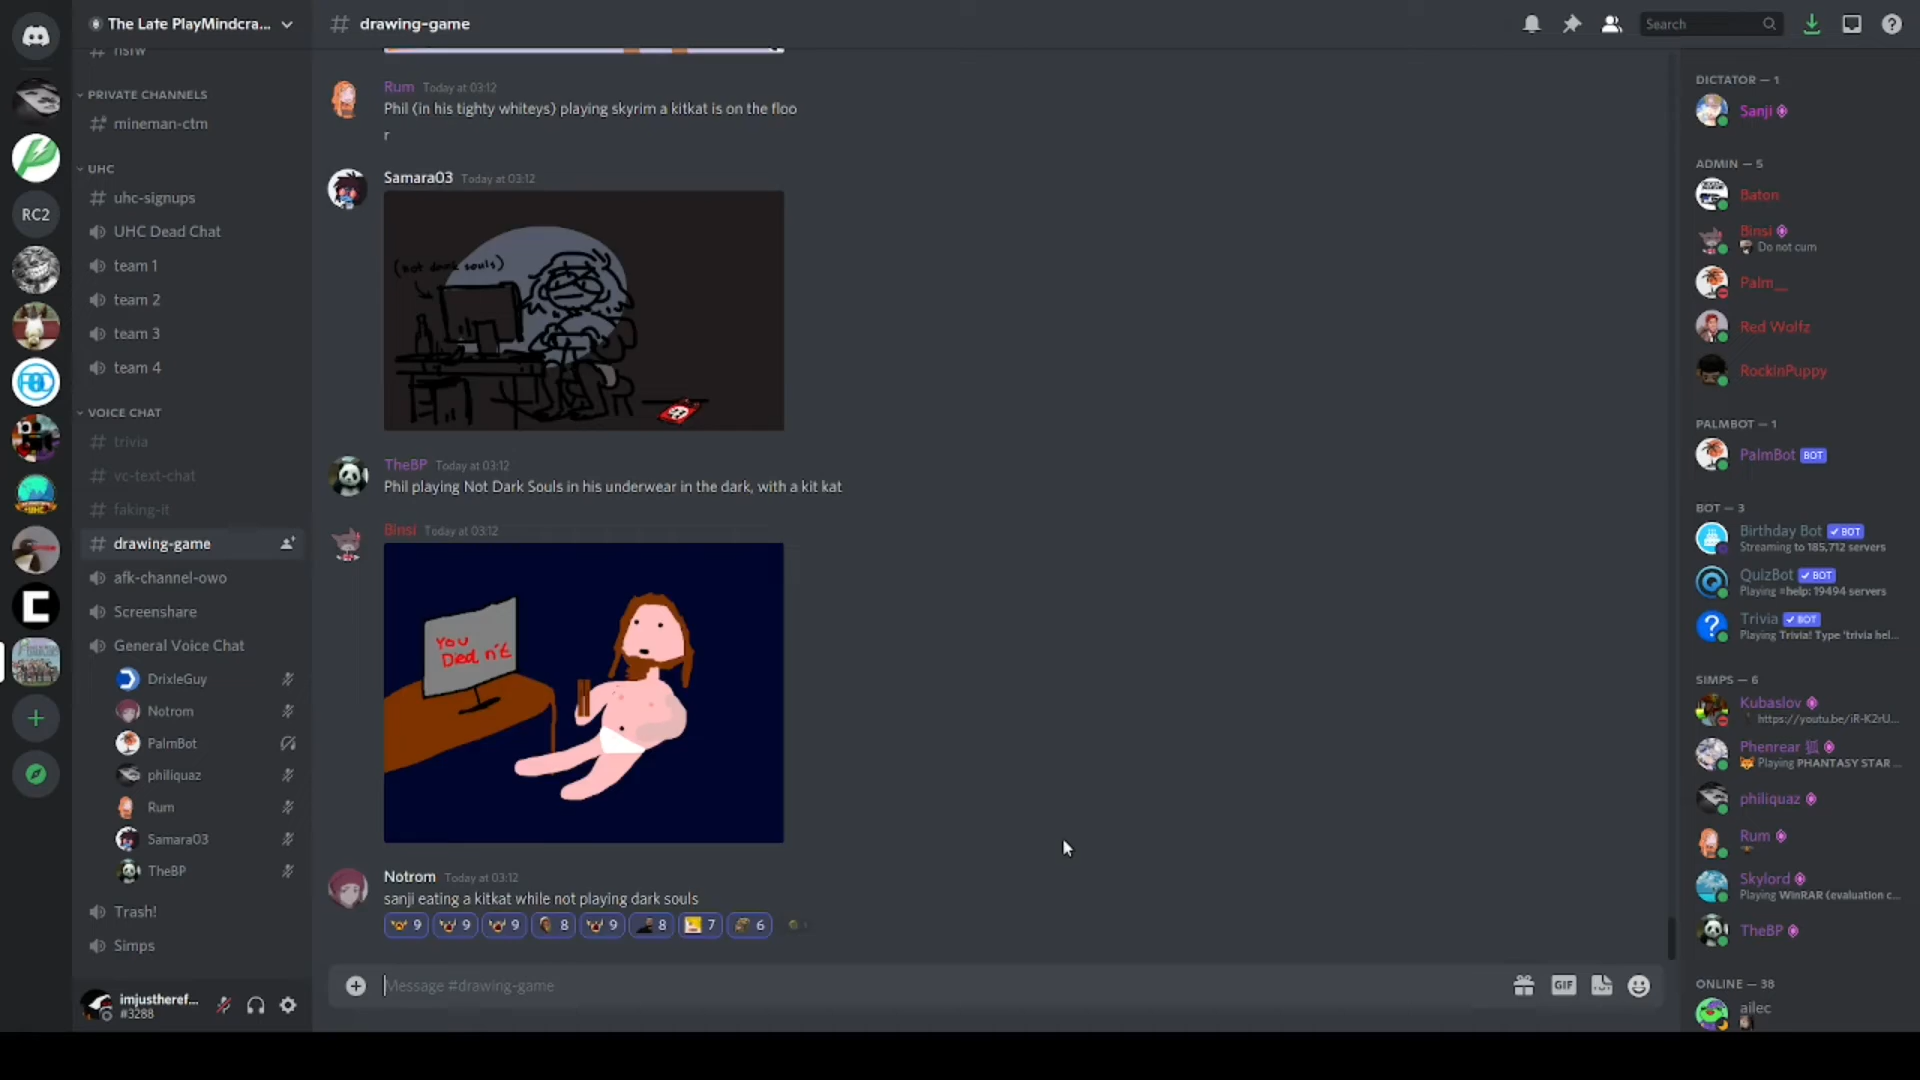 The Late PlayMindcra...
drawing-game
Search
nsfw
PRIVATE CHANNELS
mineman-ctm
UHC
uhc-signups
UHC Dead Chat
team 1
team 2
team 3
team 4
VOICE CHAT
trivia
vc-text-chat
faking-it
drawing-game
afk-channel-owo
Screenshare
General Voice Chat
DrixleGuy
Notrom
PalmBot
philiquaz
Rum
Samara03
TheBP
Trash!
Simps
imjustheref...
#3288
RC2
Rum Today at 03:12
Phil (in his tighty whiteys) playing skyrim a kitkat is on the floo
r
Samara03 Today at 03:12
(not dark souls)
TheBP Today at 03:12
Phil playing Not Dark Souls in his underwear in the dark, with a kit kat
Binsi Today at 03:12
You
Died n't
Notrom Today at 03:12
sanji eating a kitkat while not playing dark souls
9 9 9 8 9 8 7 6
Message #drawing-game
GIF
DICTATOR — 1
Sanji
ADMIN — 5
Baton
Binsi
Do not cum
Palm__
Red Wolfz
RockInPuppy
PALMBOT — 1
PalmBot BOT
BOT — 3
Birthday Bot BOT
Streaming to 185,712 servers
QuizBot BOT
Playing =help: 19494 servers
Trivia BOT
Playing Trivia! Type 'trivia hel...
SIMPS — 6
Kubaslov
https://youtu.be/iR-K2rU...
Phenrear 狐
Playing PHANTASY STAR ...
philiquaz
Rum
Skylord
Playing WinRAR (evaluation c...
TheBP
ONLINE — 38
ailec